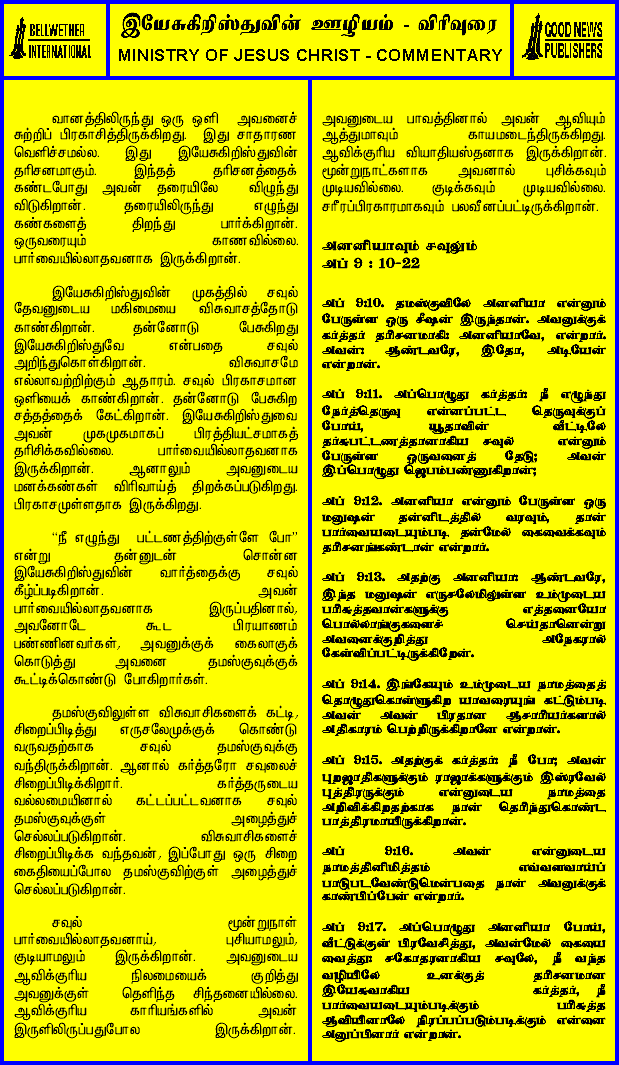 BELLWETHER
INTERNATIONAL
இயேசுகிறிஸ்துவின் ஊழியம் - விரிவுரை
MINISTRY OF JESUS CHRIST - COMMENTARY
GOOD NEWS
PUBLISHERS
வானத்திலிருந்து ஒரு ஒளி அவனைச்
சுற்றிப் பிரகாசித்திருக்கிறது. இது சாதாரண
வெளிச்சமல்ல. இது இயேசுகிறிஸ்துவின்
தரிசனமாகும். இந்தத் தரிசனத்தைக்
கண்டபோது அவன் தரையிலே விழுந்து
விடுகிறான். தரையிலிருந்து எழுந்து
கண்களைத் திறந்து பார்க்கிறான்.
ஒருவரையும் காணவில்லை.
பார்வையில்லாதவனாக இருக்கிறான்.
இயேசுகிறிஸ்துவின் முகத்தில் சவுல்
தேவனுடைய மகிமையை விசுவாசத்தோடு
காண்கிறான். தன்னோடு பேசுகிறது
இயேசுகிறிஸ்துவே என்பதை சவுல்
அறிந்துகொள்கிறான். விசுவாசமே
எல்லாவற்றிற்கும் ஆதாரம். சவுல் பிரகாசமான
ஒளியைக் காண்கிறான். தன்னோடு பேசுகிற
சத்தத்தைக் கேட்கிறான். இயேசுகிறிஸ்துவை
அவன் முகமுகமாகப் பிரத்தியட்சமாகத்
தரிசிக்கவில்லை. பார்வையில்லாதவனாக
இருக்கிறான். ஆனாலும் அவனுடைய
மனக்கண்கள் விரிவாய்த் திறக்கப்படுகிறது.
பிரகாசமுள்ளதாக இருக்கிறது.
“நீ எழுந்து பட்டணத்திற்குள்ளே போ”
என்று தன்னுடன் சொன்ன
இயேசுகிறிஸ்துவின் வார்த்தைக்கு சவுல்
கீழ்ப்படிகிறான். அவன்
பார்வையில்லாதவனாக இருப்பதினால்,
அவனோடே கூட பிரயாணம்
பண்ணினவர்கள், அவனுக்குக் கைலாகுக்
கொடுத்து அவனை தமஸ்குவுக்குக்
கூட்டிக்கொண்டு போகிறார்கள்.
தமஸ்குவிலுள்ள விசுவாசிகளைக் கட்டி,
சிறைப்பிடித்து எருசலேமுக்குக் கொண்டு
வருவதற்காக சவுல் தமஸ்குவுக்கு
வந்திருக்கிறான். ஆனால் கர்த்தரோ சவுலைச்
சிறைப்பிடிக்கிறார். கர்த்தருடைய
வல்லமையினால் கட்டப்பட்டவனாக சவுல்
தமஸ்குவுக்குள் அழைத்துச்
செல்லப்படுகிறான். விசுவாசிகளைச்
சிறைப்பிடிக்க வந்தவன், இப்போது ஒரு சிறை
கைதியைப்போல தமஸ்குவிற்குள் அழைத்துச்
செல்லப்படுகிறான்.
சவுல் மூன்றுநாள்
பார்வையில்லாதவனாய், புசியாமலும்,
குடியாமலும் இருக்கிறான். அவனுடைய
ஆவிக்குரிய நிலமையைக் குறித்து
அவனுக்குள் தெளிந்த சிந்தனையில்லை.
ஆவிக்குரிய காரியங்களில் அவன்
இருளிலிருப்பதுபோல இருக்கிறான்.
அவனுடைய பாவத்தினால் அவன் ஆவியும்
ஆத்துமாவும் காயமடைந்திருக்கிறது.
ஆவிக்குரிய வியாதியஸ்தனாக இருக்கிறான்.
மூன்றுநாட்களாக அவனால் புசிக்கவும்
முடியவில்லை. குடிக்கவும் முடியவில்லை.
சரீரப்பிரகாரமாகவும் பலவீனப்பட்டிருக்கிறான்.
அனனியாவும் சவுலும்
அப் 9 : 10-22
அப் 9:10. தமஸ்குவிலே அனனியா என்னும்
பேருள்ள ஒரு சீஷன் இருந்தான். அவனுக்குக்
கர்த்தர் தரிசனமாகி: அனனியாவே, என்றார்.
அவன்: ஆண்டவரே, இதோ, அடியேன்
என்றான்.
அப் 9:11. அப்பொழுது கர்த்தர்: நீ எழுந்து
நேர்த்தெருவு என்னப்பட்ட தெருவுக்குப்
போய், யூதாவின் வீட்டிலே
தர்சுபட்டணத்தானாகிய சவுல் என்னும்
பேருள்ள ஒருவனைத் தேடு; அவன்
இப்பொழுது ஜெபம்பண்ணுகிறான்;
அப் 9:12. அனனியா என்னும் பேருள்ள ஒரு
மனுஷன் தன்னிடத்தில் வரவும், தான்
பார்வையடையும்படி தன்மேல் கைவைக்கவும்
தரிசனங்கண்டான் என்றார்.
அப் 9:13. அதற்கு அனனியா: ஆண்டவரே,
இந்த மனுஷன் எருசலேமிலுள்ள உம்முடைய
பரிசுத்தவான்களுக்கு எத்தனையோ
பொல்லாங்குகளைச் செய்தானென்று
அவனைக்குறித்து அநேகரால்
கேள்விப்பட்டிருக்கிறேன்.
அப் 9:14. இங்கேயும் உம்முடைய நாமத்தைத்
தொழுதுகொள்ளுகிற யாவரையுங் கட்டும்படி
அவன் அவன் பிரதான ஆசாரியர்களால்
அதிகாரம் பெற்றிருக்கிறானே என்றான்.
அப் 9:15. அதற்குக் கர்த்தர்: நீ போ; அவன்
புறஜாதிகளுக்கும் ராஜாக்களுக்கும் இஸ்ரவேல்
புத்திரருக்கும் என்னுடைய நாமத்தை
அறிவிக்கிறதற்காக நான் தெரிந்துகொண்ட
பாத்திரமாயிருக்கிறான்.
அப் 9:16. அவன் என்னுடைய
நாமத்தினிமித்தம் எவ்வளவாய்ப்
பாடுபடவேண்டுமென்பதை நான் அவனுக்குக்
காண்பிப்பேன் என்றார்.
அப் 9:17. அப்பொழுது அனனியா போய்,
வீட்டுக்குள் பிரவேசித்து, அவன்மேல் கையை
வைத்து: சகோதரனாகிய சவுலே, நீ வந்த
வழியிலே உனக்குத் தரிசனமான
இயேசுவாகிய கர்த்தர், நீ
பார்வையடையும்படிக்கும் பரிசுத்த
ஆவியினாலே நிரப்பப்படும்படிக்கும் என்னை
அனுப்பினார் என்றான்.